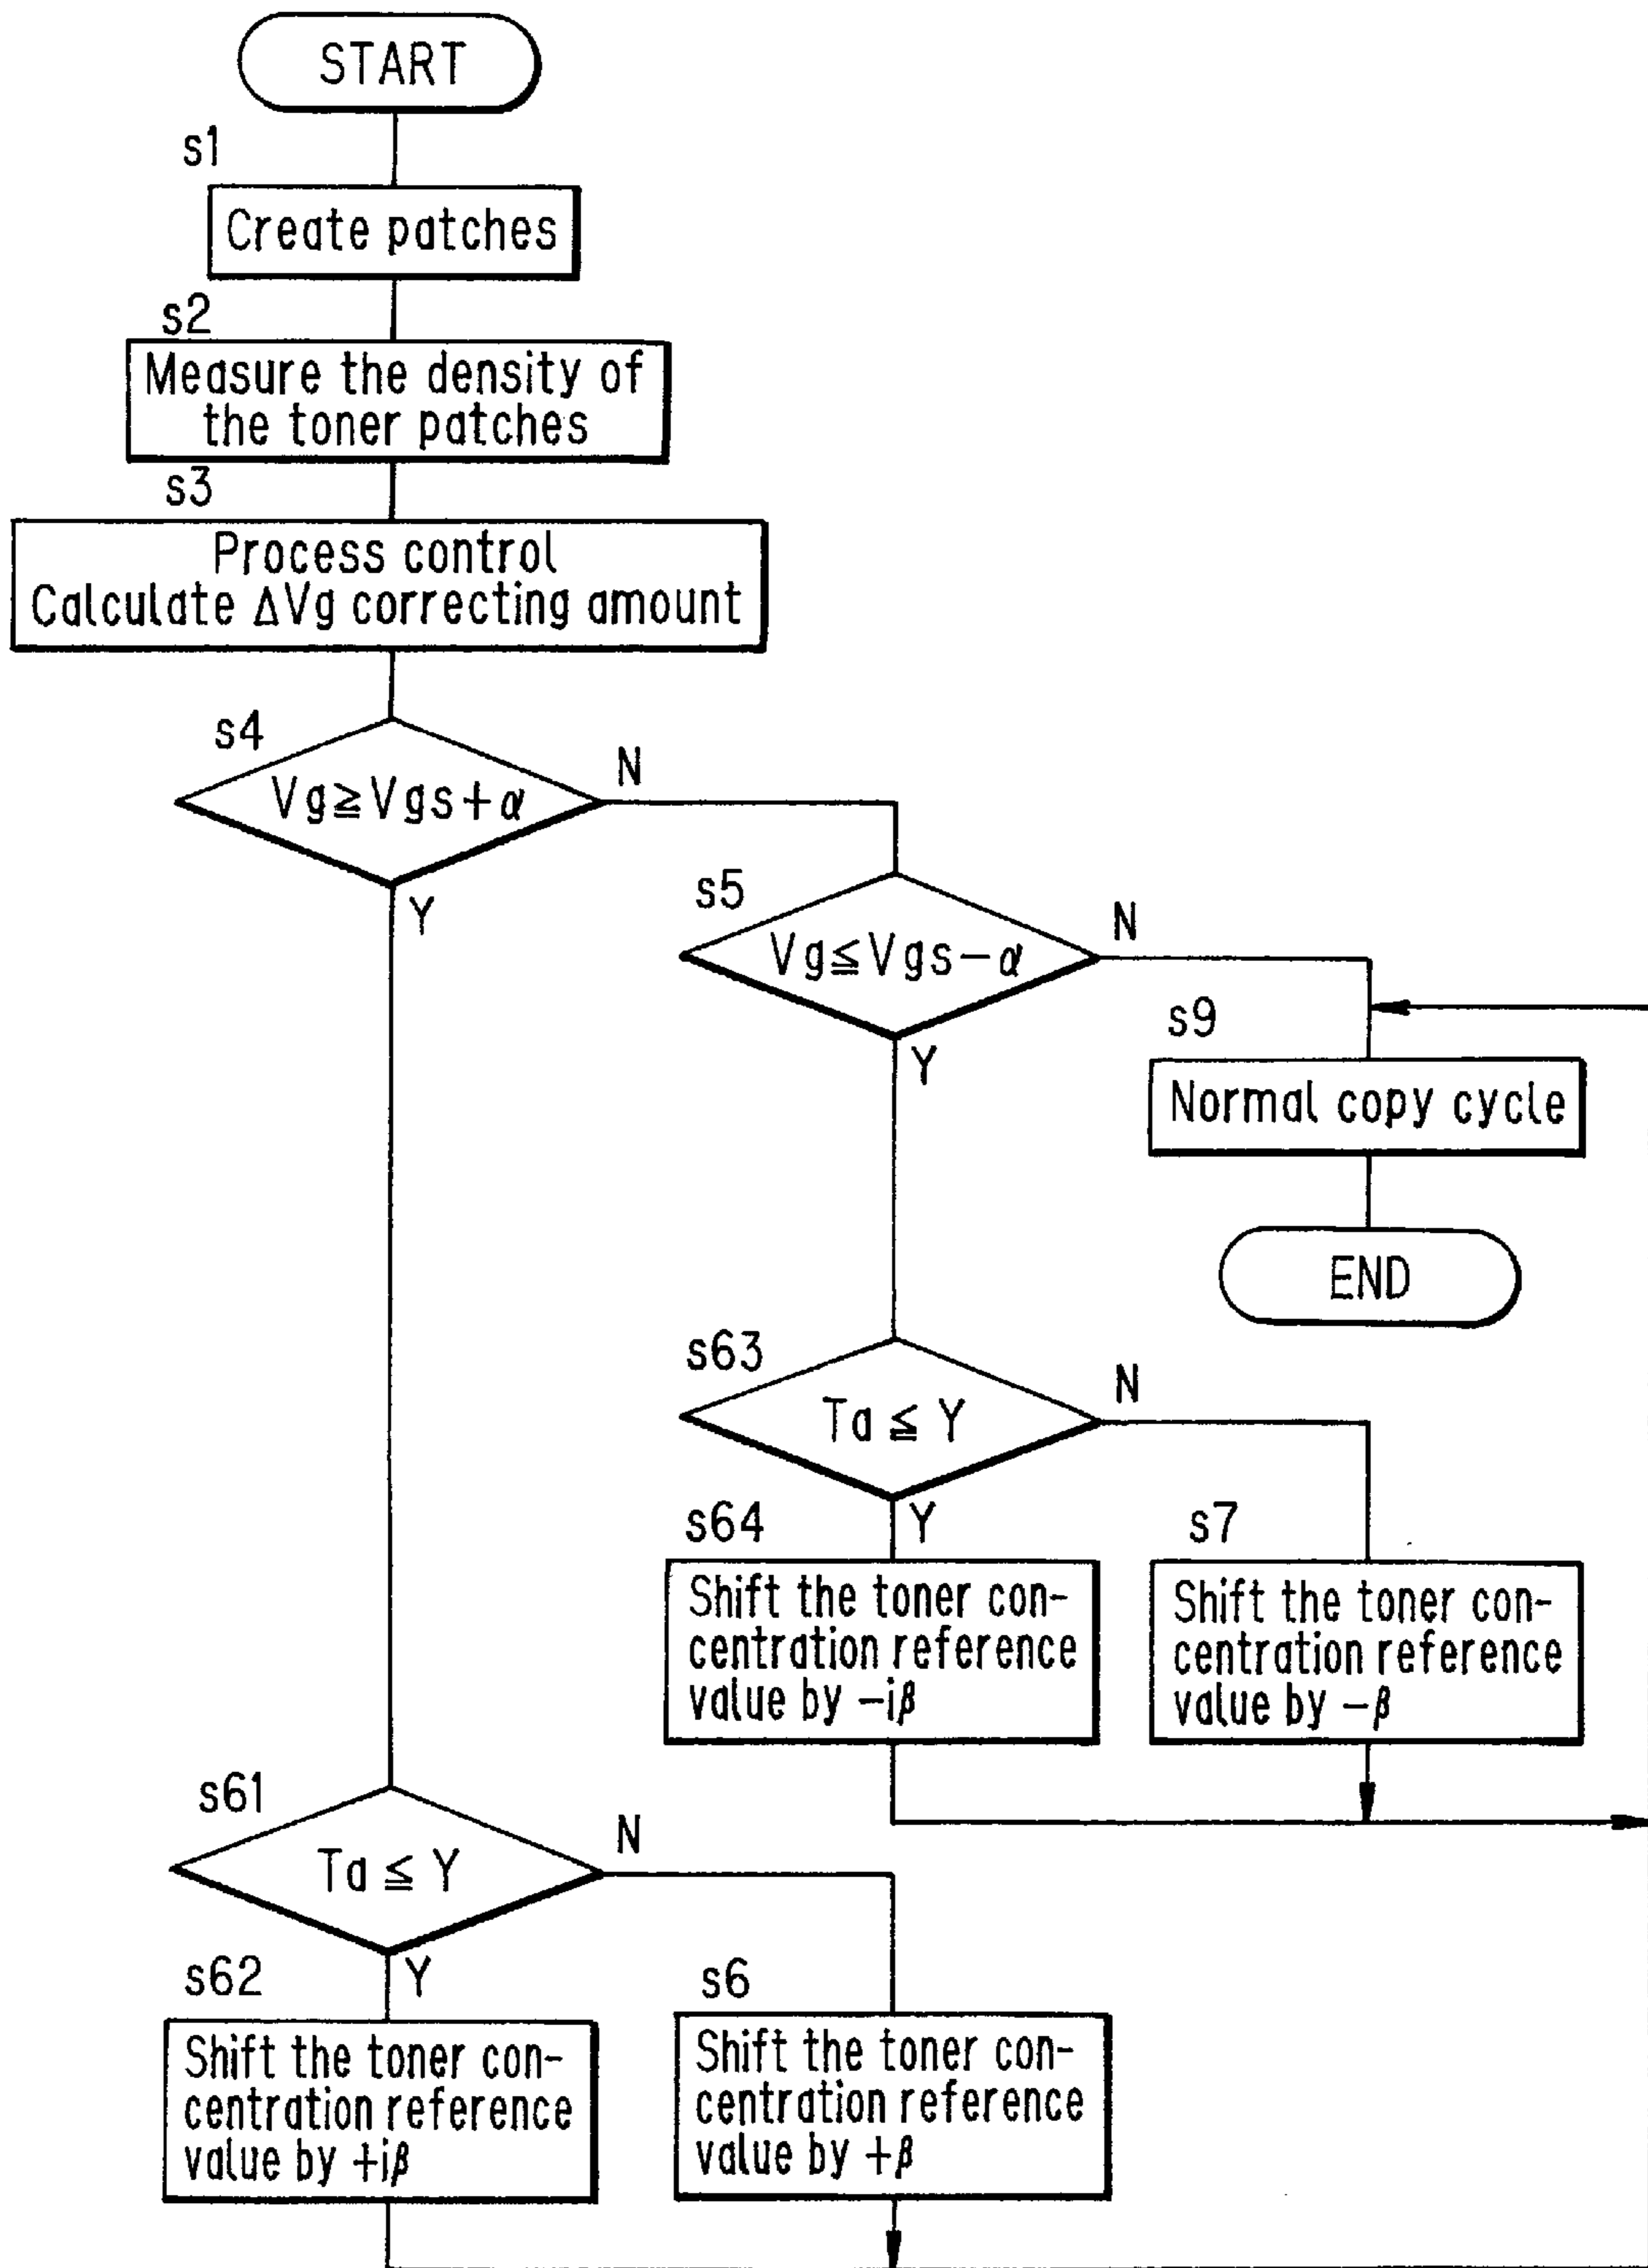 START
s1
Create patches
s2
Measure the density of
the toner patches
s3
Process control
Calculate ΔVg correcting amount
s4
Vg≧Vgs+α
N
Y
s5
Vg≦Vgs−α
N
Y
s9
Normal copy cycle
END
s63
Ta ≦ Y
N
Y
s64
Shift the toner con-
centration reference
value by −iβ
s7
Shift the toner con-
centration reference
value by −β
s61
Ta ≦ Y
N
Y
s62
Shift the toner con-
centration reference
value by +iβ
s6
Shift the toner con-
centration reference
value by +β